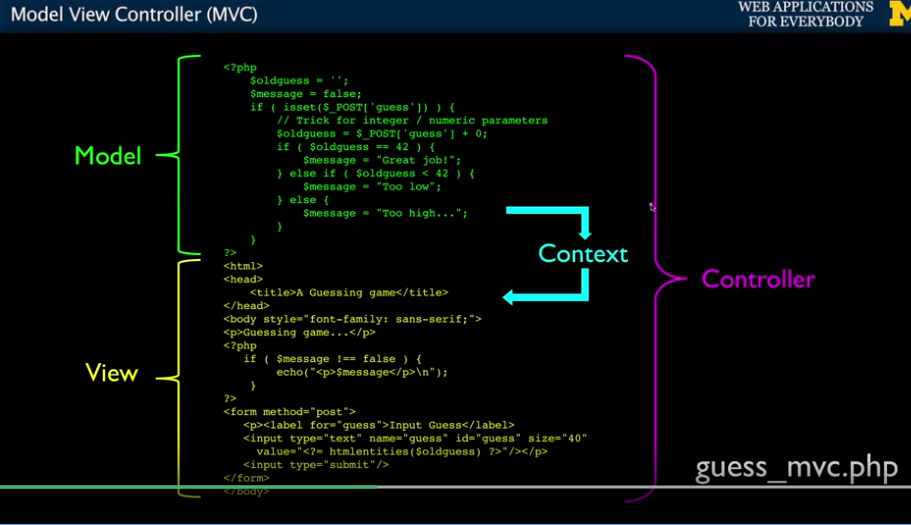 Model View Controller (MVC)
WEB APPLICATIONS
FOR EVERYBODY
M
<?php
$oldguess = '';
$message = false;
if ( isset($_POST['guess']) ) {
// Trick for integer / numeric parameters
$oldguess = $_POST['guess'] + 0;
if ( $oldguess == 42 ) {
$message = "Great job!";
} else if ( $oldguess < 42 ) {
$message = "Too low";
} else {
$message = "Too high...";
}
}
?>
Model
<html>
<head>
<title>A Guessing game</title>
</head>
<body style="font-family: sans-serif;">
<p>Guessing game...</p>
<?php
if ( $message !== false ) {
echo("<p>$message</p>\n");
}
?>
<form method="post">
<p><label for="guess">Input Guess</label>
<input type="text" name="guess" id="guess" size="40"
value="<?= htmlentities($oldguess) ?>"/></p>
<input type="submit"/>
</form>
</body>
View
Context
Controller
guess_mvc.php